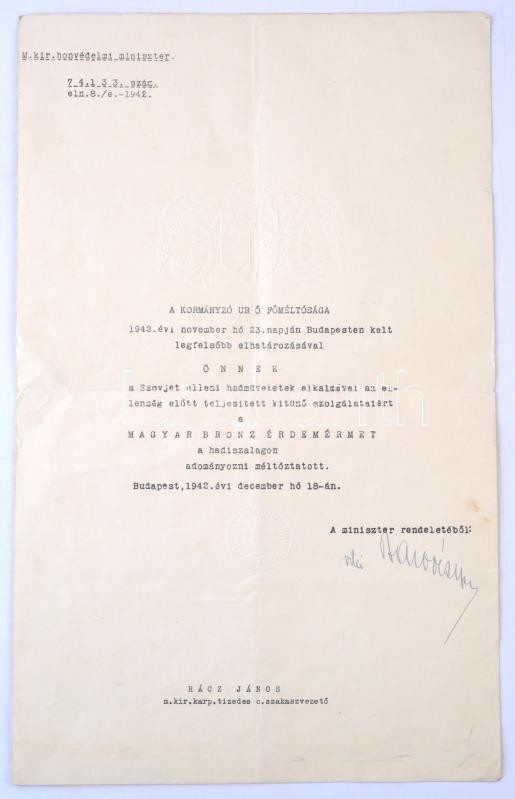 M.kir.honvédelmi miniszter.
74133. szám.
eln.8./e.-1942.
A KORMÁNYZÓ UR Ő FŐMÉLTÓSÁGA
1942.évi november hó 23.napján Budapesten kelt
legfelsőbb elhatározásával
Ö N N E K
a Szovjet elleni hadműveletek alkalmával az el-
lenség előtt teljesitett kitünő szolgálataiért
a
M A G Y A R B R O N Z É R D E M É R M E T
a hadiszalagon
adományozni méltóztatott.
Budapest,1942.évi december hó 18-án.
A miniszter rendeletéből:
vitéz
R Á C Z J Á N O S
m.kir.karp.tizedes c.szakaszvezető